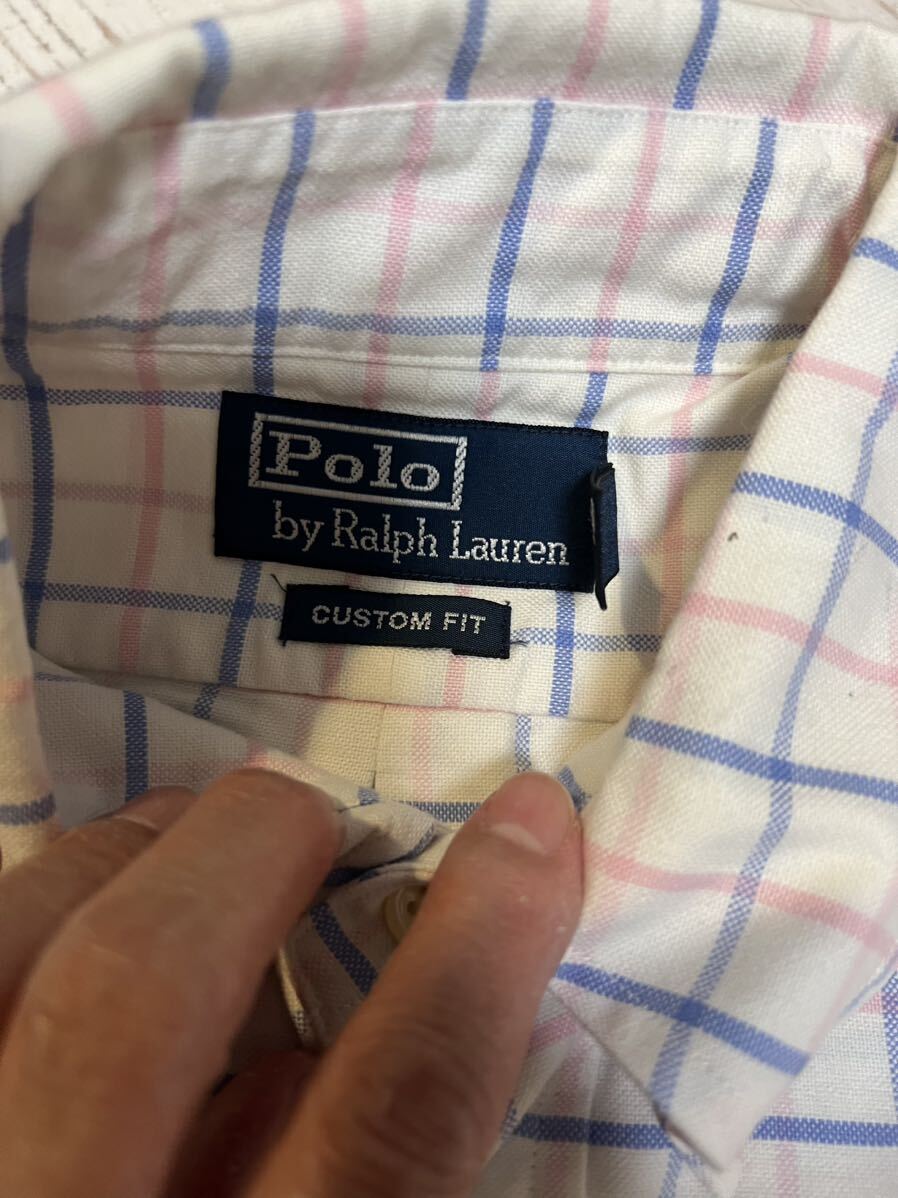 Polo
by Ralph Lauren
CUSTOM FIT